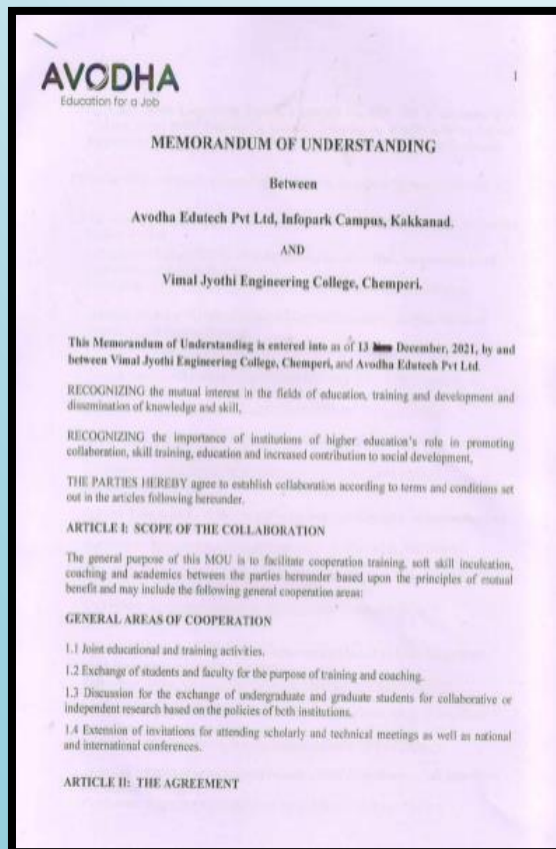 1
AVODHA
Education for a Job
MEMORANDUM OF UNDERSTANDING
Between
Avodha Edutech Pvt Ltd, Infopark Campus, Kakkanad.
AND
Vimal Jyothi Engineering College, Chemperi.
This Memorandum of Understanding is entered into as of 13 December, 2021, by and
between Vimal Jyothi Engineering College, Chemperi, and Avodha Edutech Pvt Ltd.
RECOGNIZING the mutual interest in the fields of education, training and development and
dissemination of knowledge and skill,
RECOGNIZING the importance of institutions of higher education's role in promoting
collaboration, skill training, education and increased contribution to social development,
THE PARTIES HEREBY agree to establish collaboration according to terms and conditions set
out in the articles following hereunder.
ARTICLE I: SCOPE OF THE COLLABORATION
The general purpose of this MOU is to facilitate cooperation training, soft skill inculcation,
coaching and academics between the parties hereunder based upon the principles of mutual
benefit and may include the following general cooperation areas:
GENERAL AREAS OF COOPERATION
1.1 Joint educational and training activities.
1.2 Exchange of students and faculty for the purpose of training and coaching.
1.3 Discussion for the exchange of undergraduate and graduate students for collaborative or
independent research based on the policies of both institutions.
1.4 Extension of invitations for attending scholarly and technical meetings as well as national
and international conferences.
ARTICLE II: THE AGREEMENT